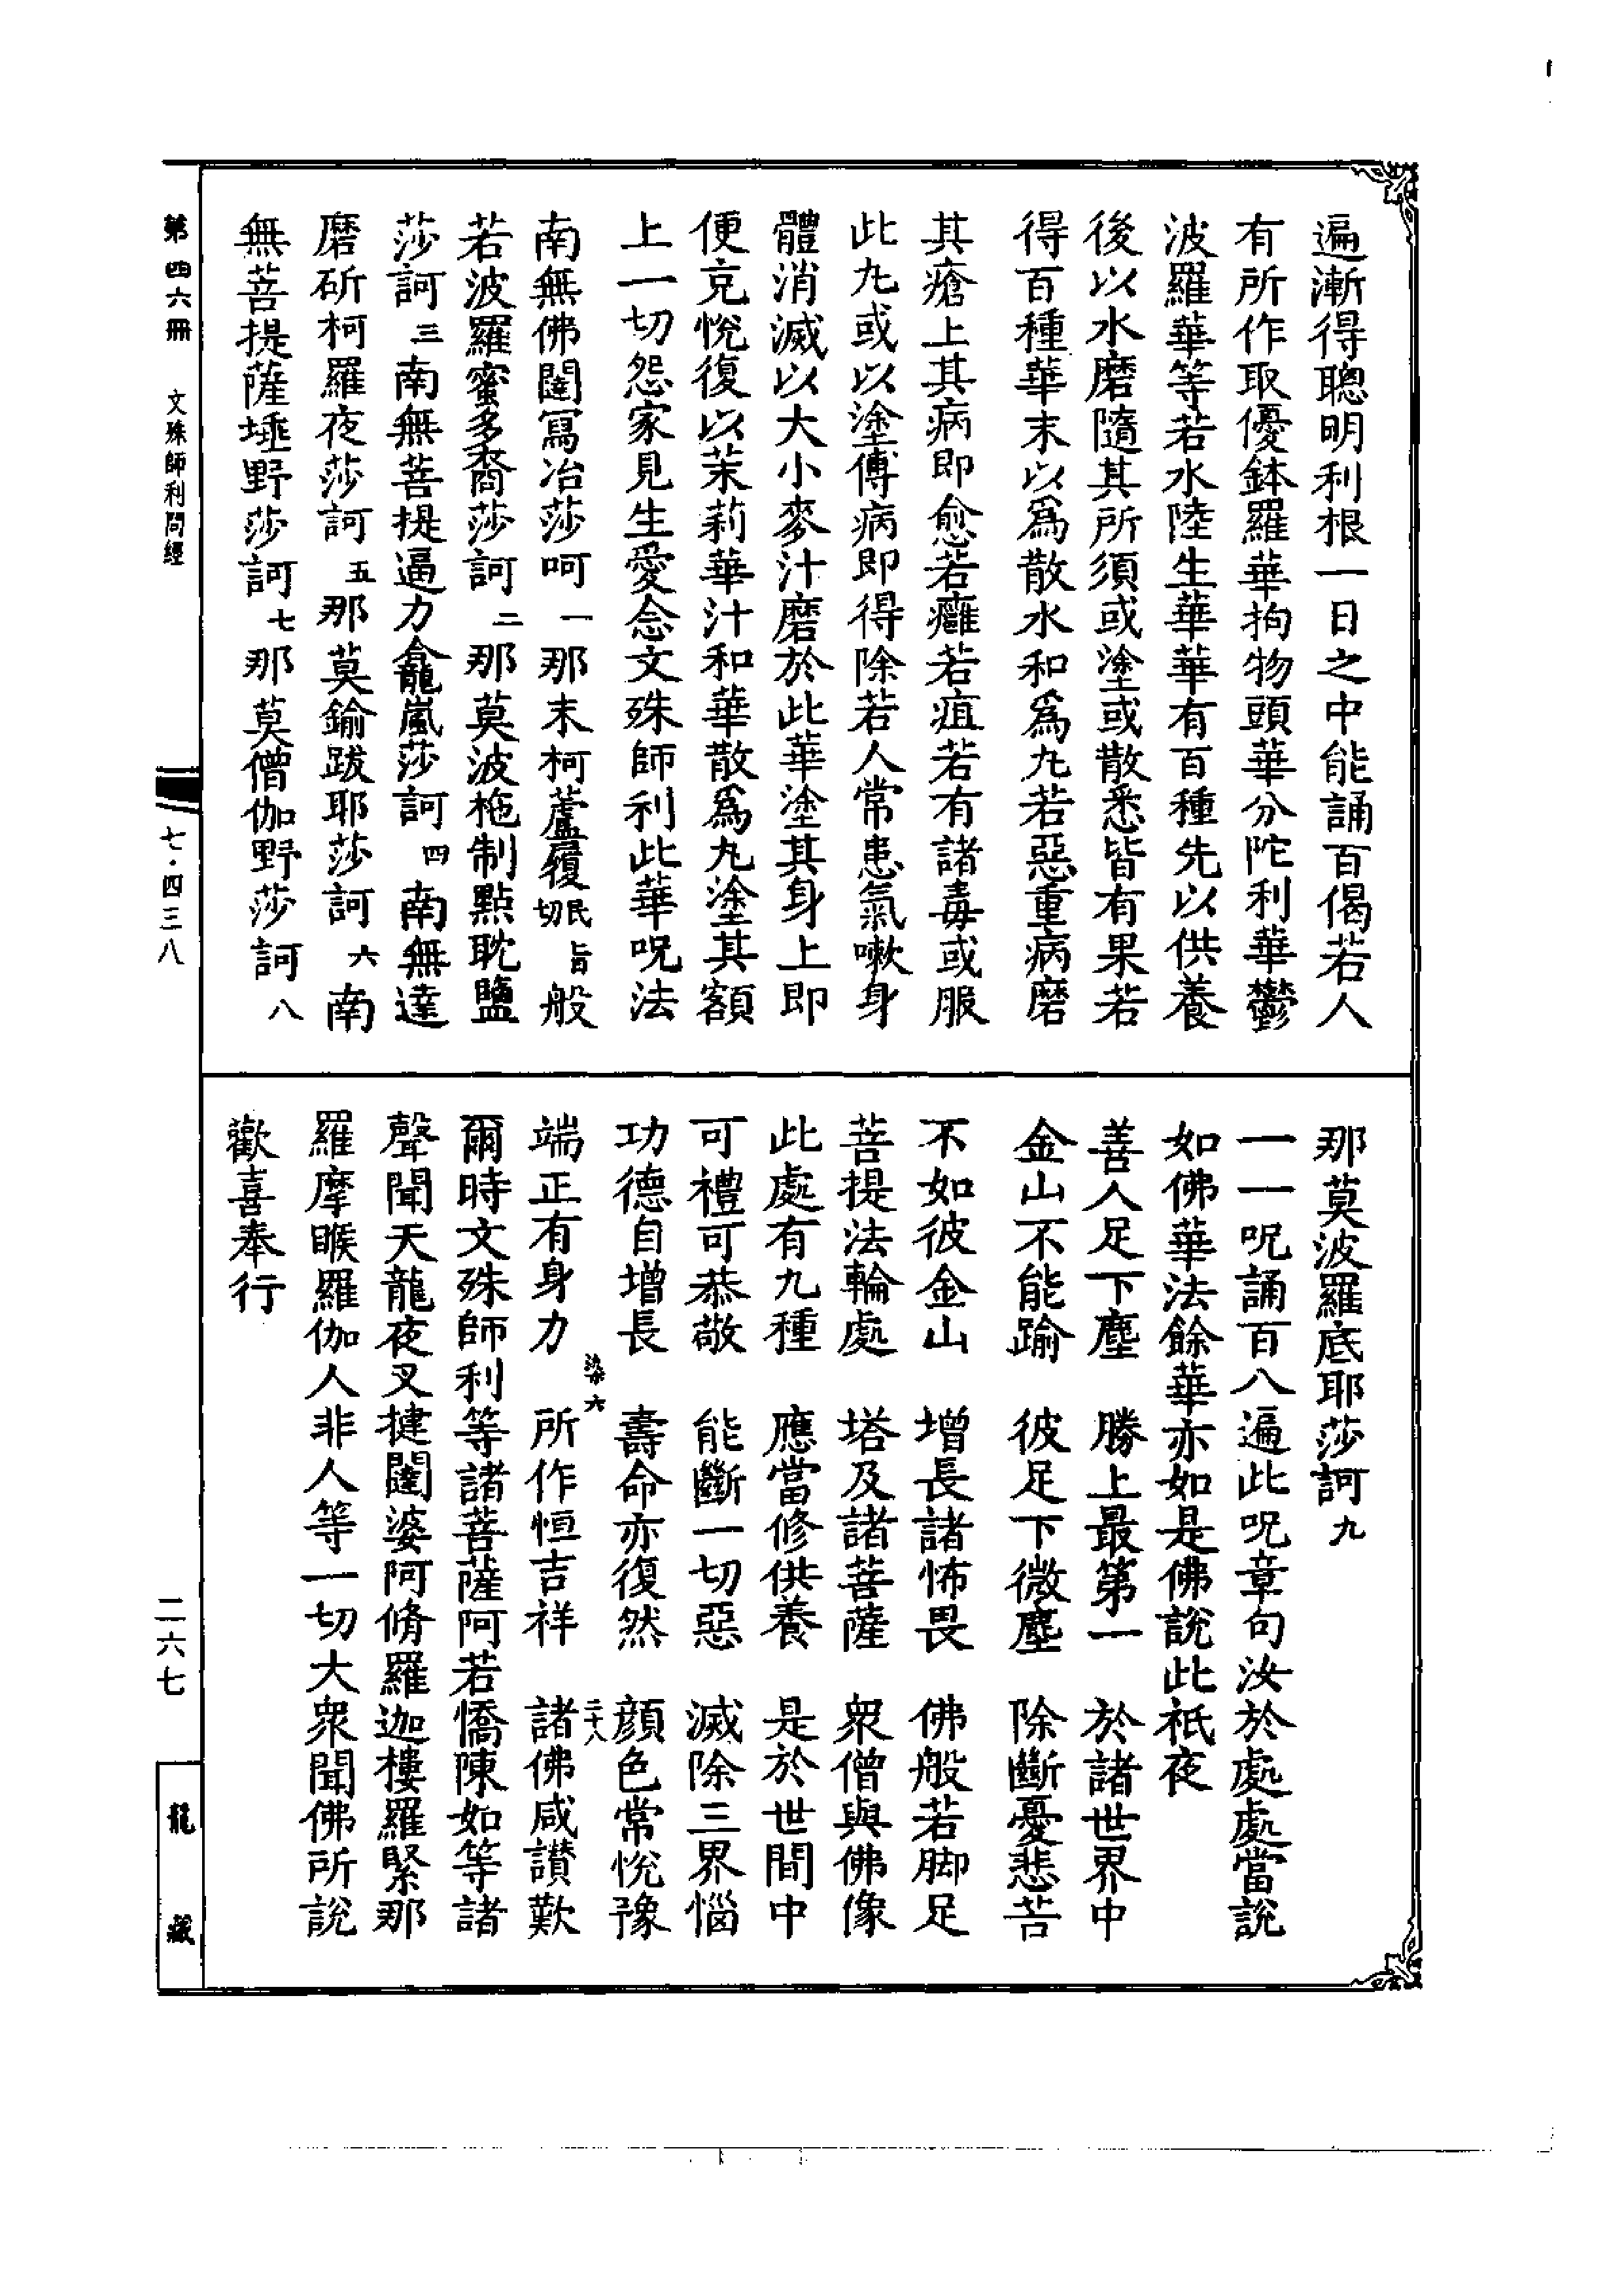 遍漸得聰明利根一日之中能誦百偈若人
有所作取優鉢羅華拘物頭華分陀利華鬱
波羅華等若水陸生華華有百種先以供養
後以水磨隨其所須或塗或散悉皆有果若
得百種華末以爲散水和爲丸若惡重病磨
其瘡上其病即愈若癰若疽若有諸毒或服
此丸或以塗傅病即得除若人常患氣嗽身
體消滅以大小麥汁磨於此華塗其身上即
便克悅復以茉莉華汁和華散爲丸塗其額
上一切怨家見生愛念文殊師利此華呪法
南無佛闥寫冶莎呵一那末柯蘆履民旨切般
若波羅蜜多裔莎訶二那莫波柂制點耽鹽
莎訶三南無菩提逼力龕嵐莎訶四南無達
磨斫柯羅夜莎訶五那莫鍮跋耶莎訶六南
無菩提薩埵野莎訶七那莫僧伽野莎訶八
那莫波羅底耶莎訶九
一一呪誦百八遍此呪章句汝於處處當說
如佛華法餘華亦如是佛說此祇夜
善人足下塵　勝上最第一　於諸世界中
金山不能踰　彼足下微塵　除斷憂悲苦
不如彼金山　增長諸怖畏　佛般若脚足
菩提法輪處　塔及諸菩薩　衆僧與佛像
此處有九種　應當修供養　是於世間中
可禮可恭敬　能斷一切惡　滅除三界惱
功德自增長　壽命亦復然　顔色常悅豫
染六　二十八
端正有身力　所作恒吉祥　諸佛咸讃歎
爾時文殊師利等諸菩薩阿若憍陳如等諸
聲聞天龍夜叉揵闥婆阿脩羅迦樓羅緊那
羅摩睺羅伽人非人等一切大衆聞佛所說
歡喜奉行
第四六冊　文殊師利問經
七·四三八
二六七
龍藏